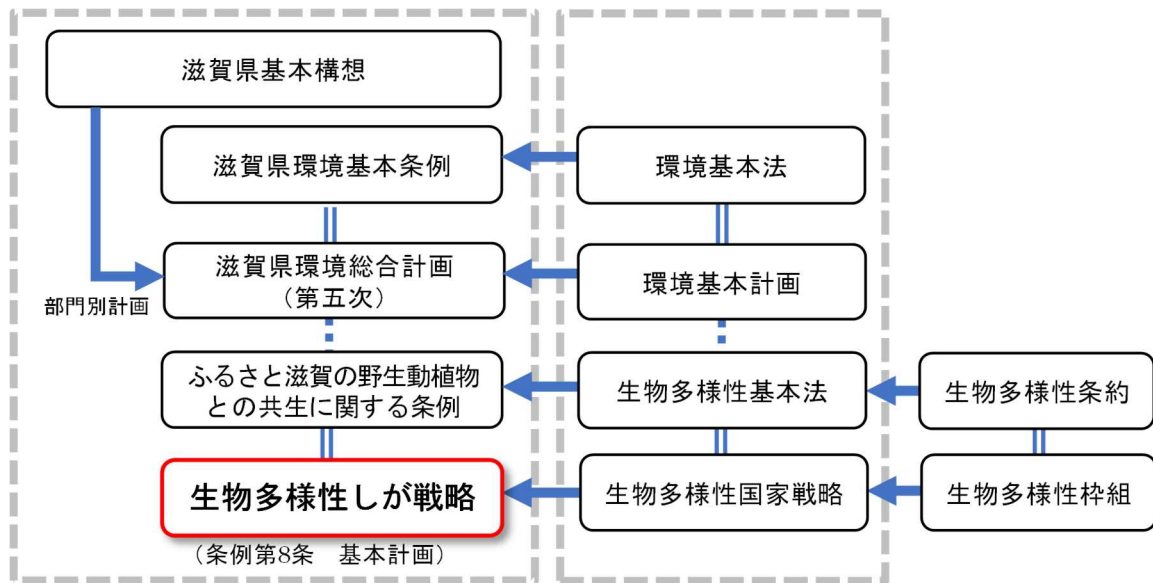 滋賀県基本構想
滋賀県環境基本条例
環境基本法
滋賀県環境総合計画
（第五次）
環境基本計画
部門別計画
ふるさと滋賀の野生動植物
との共生に関する条例
生物多様性基本法
生物多様性条約
生物多様性しが戦略
生物多様性国家戦略
生物多様性枠組
（条例第8条　基本計画）